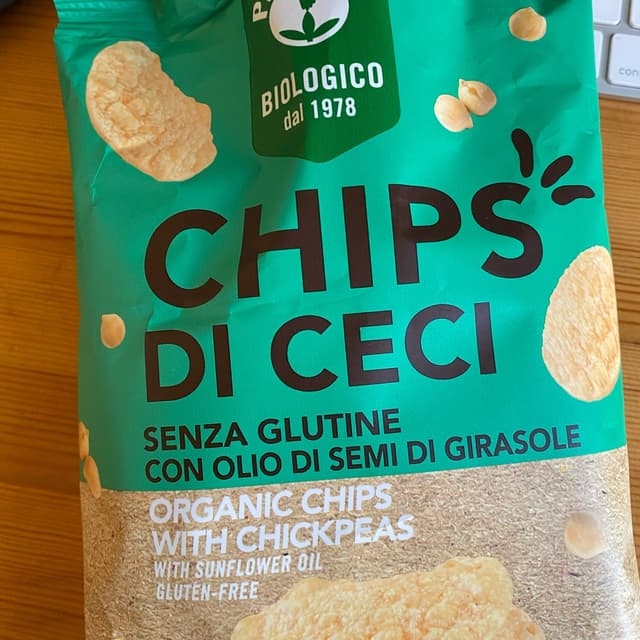 BIOLOGICO
dal 1978
CHIPS
DI CECI
SENZA GLUTINE
CON OLIO DI SEMI DI GIRASOLE
ORGANIC CHIPS
WITH CHICKPEAS
WITH SUNFLOWER OIL
GLUTEN-FREE